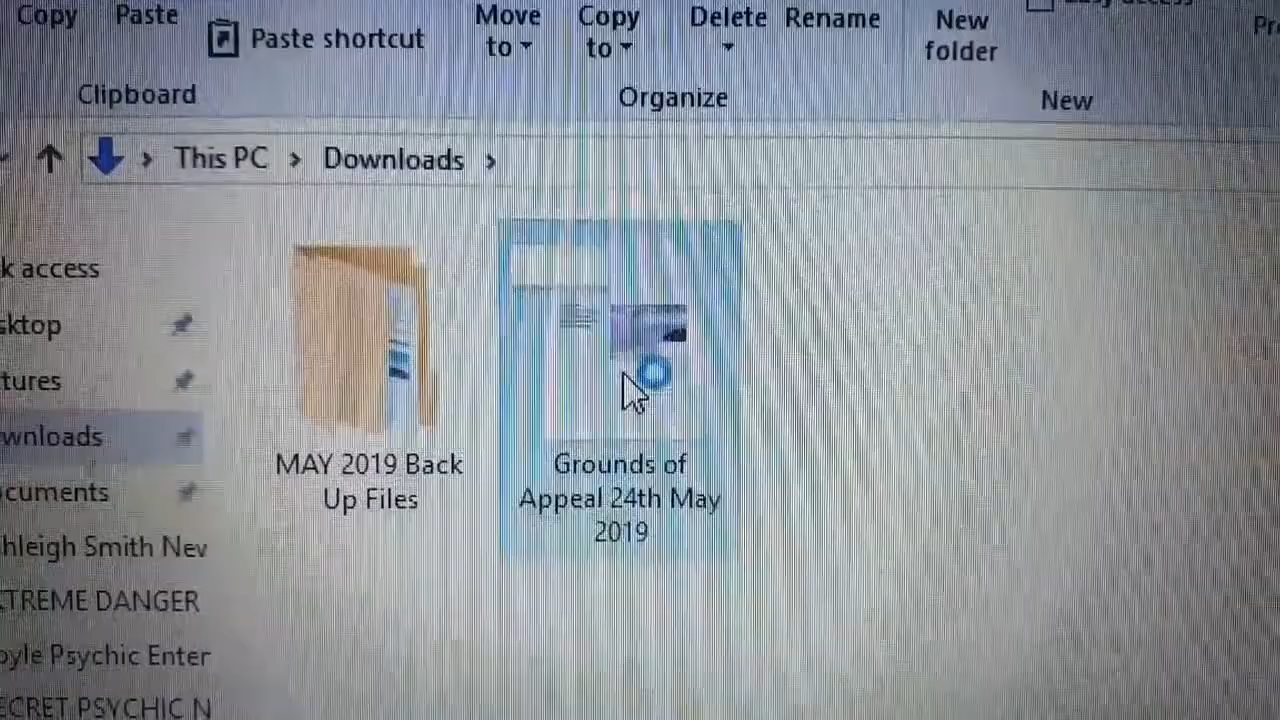 Copy
Paste
Paste shortcut
Move to
Copy to
Delete
Rename
New folder
Clipboard
Organize
New
This PC > Downloads >
k access
sktop
tures
wnloads
cuments
hleigh Smith Nev
TREME DANGER
oyle Psychic Enter
ECRET PSYCHIC N
MAY 2019 Back
Up Files
Grounds of
Appeal 24th May
2019